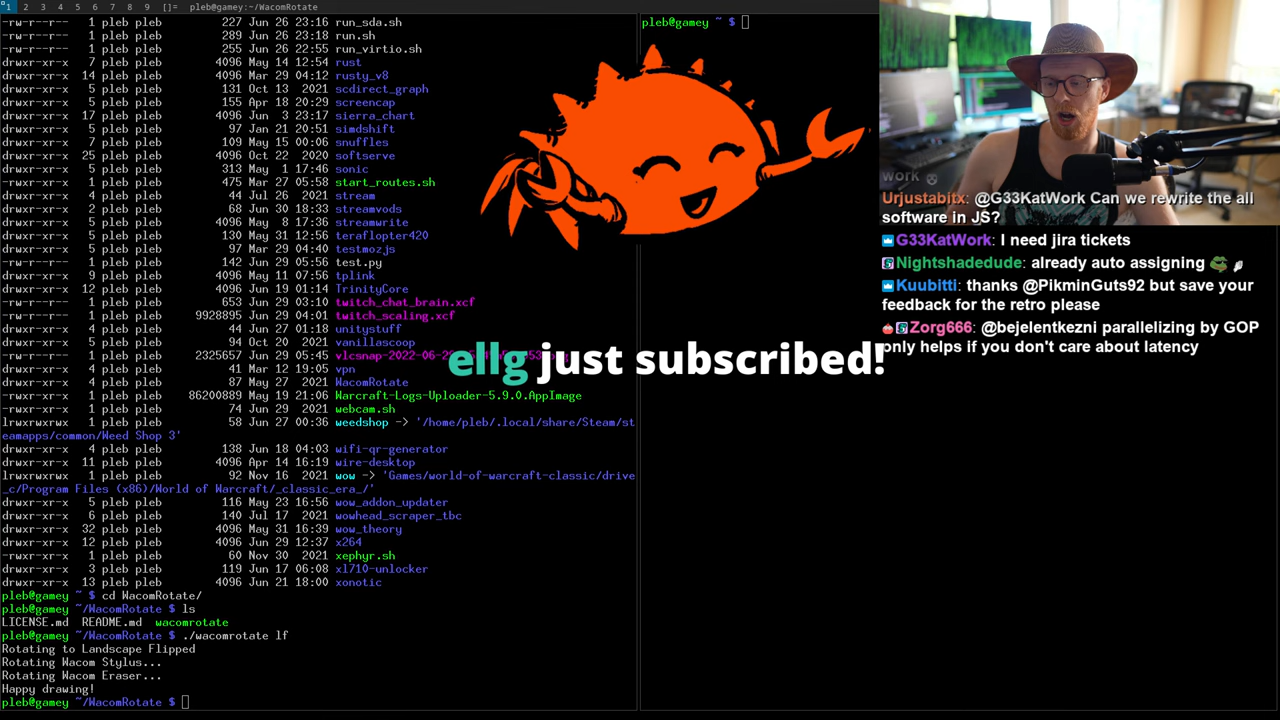 1 2 3 4 5 6 7 8 9 []= pleb@gamey:~/WacomRotate
-rw-r--r-- 1 pleb pleb 227 Jun 26 23:16 run_sda.sh
-rw-r--r-- 1 pleb pleb 289 Jun 26 23:18 run.sh
-rw-r--r-- 1 pleb pleb 255 Jun 26 22:55 run_virtio.sh
drwxr-xr-x 7 pleb pleb 4096 May 14 12:54 rust
drwxr-xr-x 14 pleb pleb 4096 Mar 29 04:12 rusty_v8
drwxr-xr-x 5 pleb pleb 131 Oct 13 2021 scdirect_graph
drwxr-xr-x 5 pleb pleb 155 Apr 18 20:29 screencap
drwxr-xr-x 17 pleb pleb 4096 Jun 3 23:17 sierra_chart
drwxr-xr-x 5 pleb pleb 97 Jan 21 20:51 simdshift
drwxr-xr-x 7 pleb pleb 109 May 15 00:06 snuffles
drwxr-xr-x 25 pleb pleb 4096 Oct 22 2020 softserve
drwxr-xr-x 5 pleb pleb 313 May 1 17:46 sonic
-rwxr-xr-x 1 pleb pleb 475 Mar 27 05:58 start_routes.sh
drwxr-xr-x 4 pleb pleb 44 Jul 26 2021 stream
drwxr-xr-x 2 pleb pleb 68 Jun 30 18:33 streamvods
drwxr-xr-x 7 pleb pleb 4096 May 8 17:36 streamwrite
drwxr-xr-x 5 pleb pleb 130 May 31 12:56 teraflopter420
drwxr-xr-x 5 pleb pleb 97 Mar 29 04:40 testmozjs
-rw-r--r-- 1 pleb pleb 142 Jun 29 05:56 test.py
drwxr-xr-x 9 pleb pleb 4096 May 11 07:56 tplink
drwxr-xr-x 12 pleb pleb 4096 Jun 19 01:14 TrinityCore
-rw-r--r-- 1 pleb pleb 653 Jun 29 03:10 twitch_chat_brain.xcf
-rw-r--r-- 1 pleb pleb 9928895 Jun 29 04:01 twitch_scaling.xcf
drwxr-xr-x 4 pleb pleb 44 Jun 27 01:18 unitystuff
drwxr-xr-x 5 pleb pleb 94 Oct 20 2021 vanillascoop
-rw-r--r-- 1 pleb pleb 2325657 Jun 29 05:45 vlcsnap-2022-06-2
drwxr-xr-x 3 pleb pleb 41 Mar 12 19:05 vpn
drwxr-xr-x 4 pleb pleb 87 May 27 2021 WacomRotate
-rwxr-xr-x 1 pleb pleb 86200889 May 19 21:06 Warcraft-Logs-Uploader-5.9.0.AppImage
-rwxr-xr-x 1 pleb pleb 74 Jun 29 2021 webcam.sh
lrwxrwxrwx 1 pleb pleb 58 Jun 27 00:36 weedshop -> '/home/pleb/.local/share/Steam/st
eamapps/common/Weed Shop 3'
drwxr-xr-x 4 pleb pleb 138 Jun 18 04:03 wifi-qr-generator
drwxr-xr-x 11 pleb pleb 4096 Apr 14 16:19 wire-desktop
lrwxrwxrwx 1 pleb pleb 92 Nov 16 2021 wow -> 'Games/world-of-warcraft-classic/drive
_c/Program Files (x86)/World of Warcraft/_classic_era_/'
drwxr-xr-x 5 pleb pleb 116 May 23 16:56 wow_addon_updater
drwxr-xr-x 6 pleb pleb 140 Jul 17 2021 wowhead_scraper_tbc
drwxr-xr-x 32 pleb pleb 4096 May 31 16:39 wow_theory
drwxr-xr-x 12 pleb pleb 4096 Jun 29 12:37 x264
-rwxr-xr-x 1 pleb pleb 60 Nov 30 2021 xephyr.sh
drwxr-xr-x 3 pleb pleb 119 Jun 17 06:08 xl710-unlocker
drwxr-xr-x 13 pleb pleb 4096 Jun 21 18:00 xonotic
pleb@gamey ~ $ cd WacomRotate/
pleb@gamey ~/WacomRotate $ ls
LICENSE.md README.md wacomrotate
pleb@gamey ~/WacomRotate $ ./wacomrotate lf
Rotating to Landscape Flipped
Rotating Wacom Stylus...
Rotating Wacom Eraser...
Happy drawing!
pleb@gamey ~/WacomRotate $
pleb@gamey ~ $
ellg just subscribed!
work
Urjustabitx: @G33KatWork Can we rewrite the all
software in JS?
G33KatWork: I need jira tickets
Nightshadedude: already auto assigning
Kuubitti: thanks @PikminGuts92 but save your
feedback for the retro please
Zorg666: @bejelentkezni parallelizing by GOP
only helps if you don't care about latency